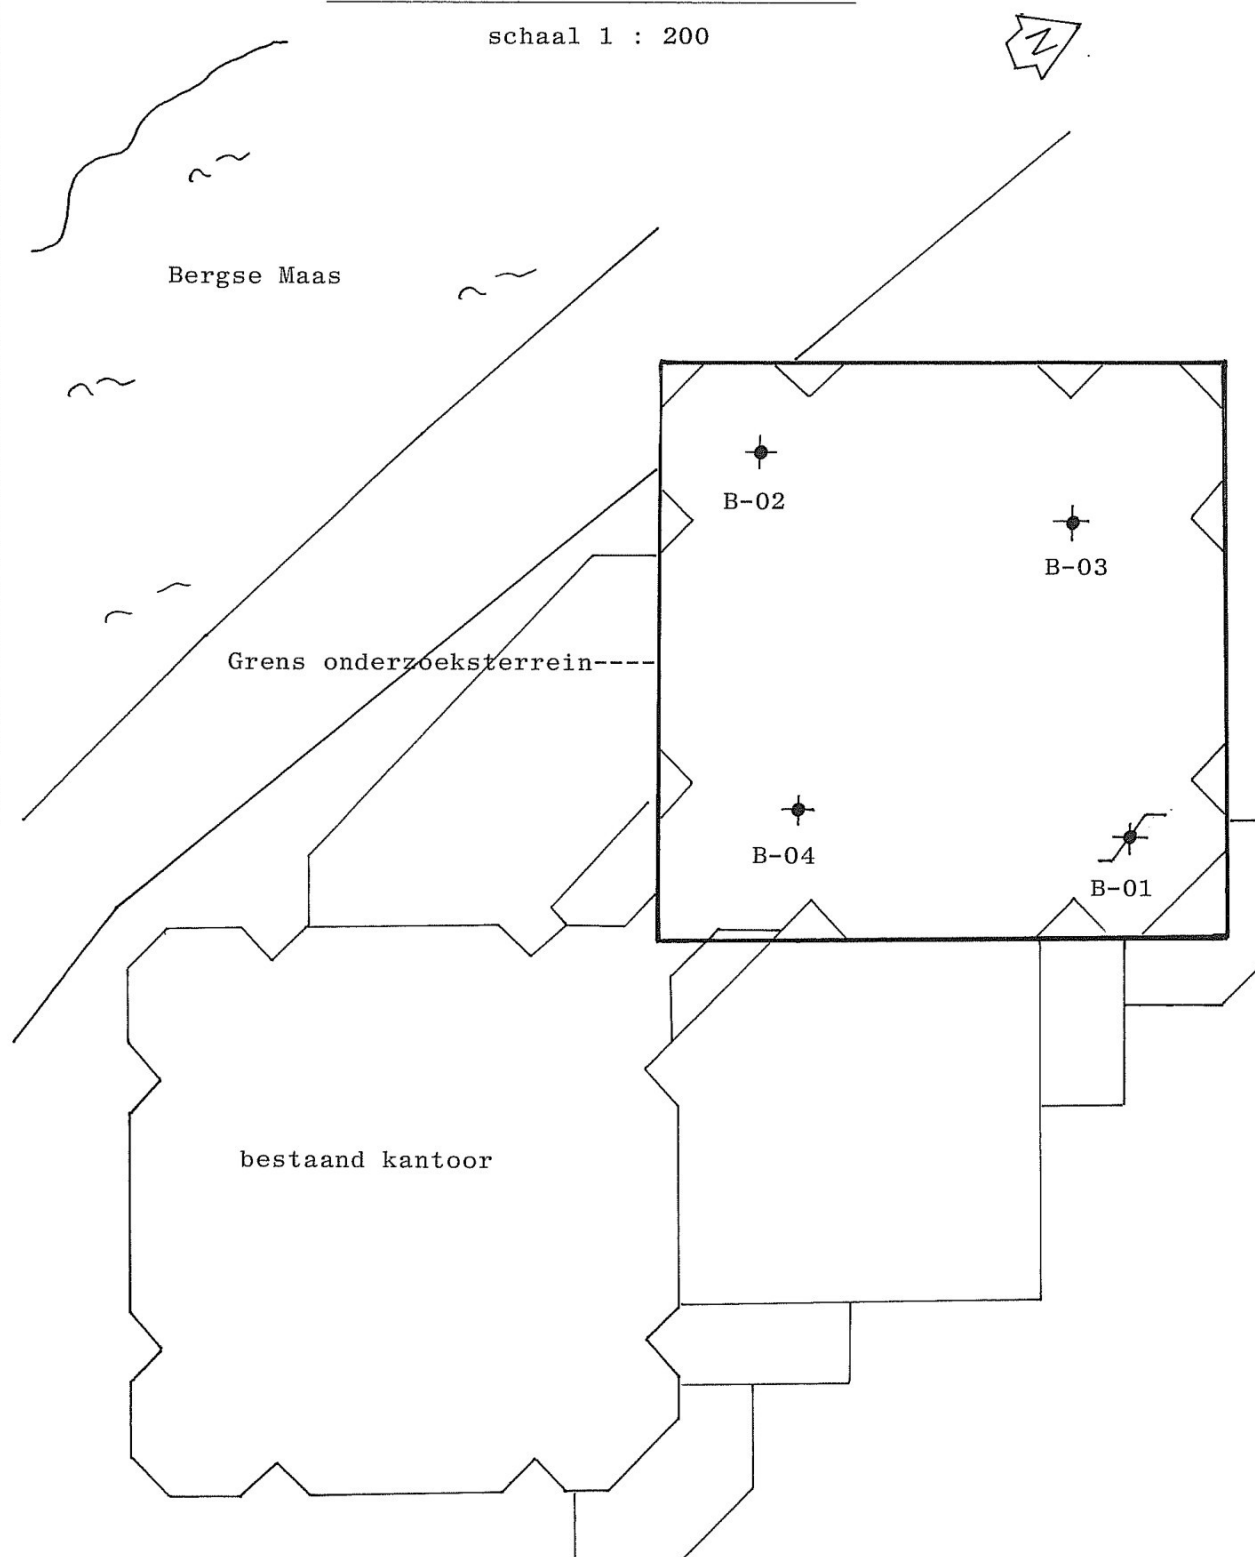 schaal 1 : 200
N
Bergse Maas
B-02
B-03
Grens onderzoeksterrein----
B-04
B-01
bestaand kantoor